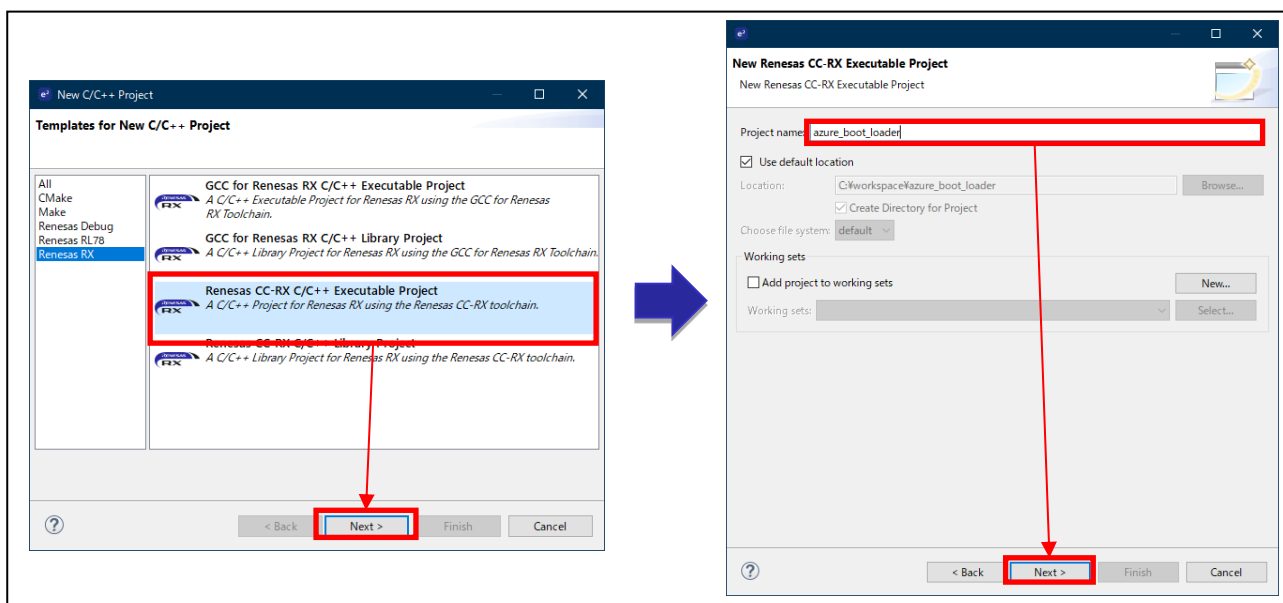 New C/C++ Project
Templates for New C/C++ Project
All
CMake
Make
Renesas Debug
Renesas RL78
Renesas RX
GCC for Renesas RX C/C++ Executable Project
A C/C++ Executable Project for Renesas RX using the GCC for Renesas
RX Toolchain.
GCC for Renesas RX C/C++ Library Project
A C/C++ Library Project for Renesas RX using the GCC for Renesas RX Toolchain.
Renesas CC-RX C/C++ Executable Project
A C/C++ Project for Renesas RX using the Renesas CC-RX toolchain.
Renesas CC-RX C/C++ Library Project
A C/C++ Library Project for Renesas RX using the Renesas CC-RX toolchain.
< Back
Next >
Finish
Cancel
New Renesas CC-RX Executable Project
New Renesas CC-RX Executable Project
Project name: azure_boot_loader
Use default location
Location: C:¥workspace¥azure_boot_loader Browse...
Create Directory for Project
Choose file system: default
Working sets
Add project to working sets New...
Working sets: Select...
< Back
Next >
Finish
Cancel